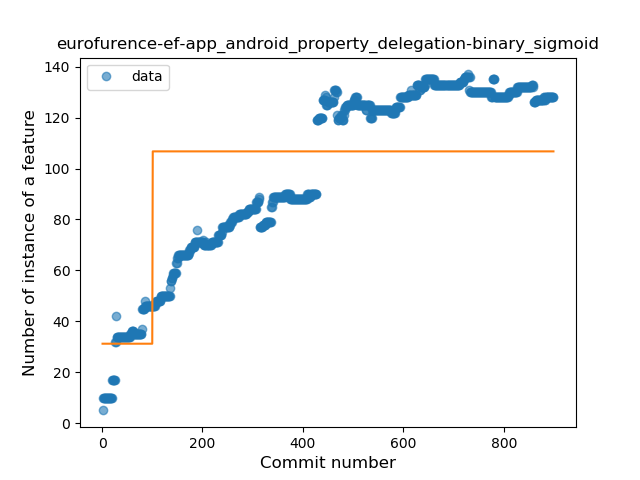 eurofurence-ef-app_android_property_delegation-binary_sigmoid
data
Number of instance of a feature
140
120
100
80
60
40
20
0
0 200 400 600 800
Commit number